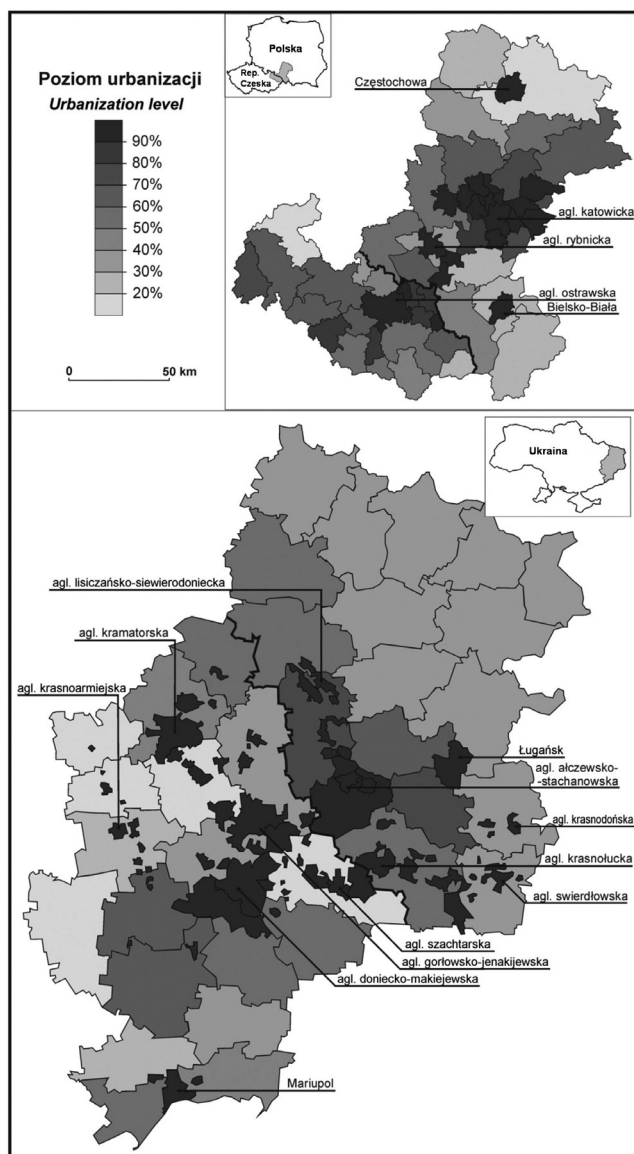 Poziom urbanizacji
Urbanization level
90%
80%
70%
60%
50%
40%
30%
20%
0
50 km
Polska
Rep.
Czeska
Częstochowa
agl. katowicka
agl. rybnicka
agl. ostrawska
Bielsko-Biała
Ukraina
agl. lisiczańsko-siewierodoniecka
agl. kramatorska
agl. krasnoarmiejska
Ługańsk
agl. ałczewsko-
-stachanowska
agl. krasnodońska
agl. krasnołucka
agl. swierdłowska
agl. szachtarska
agl. gorłowsko-jenakijewska
agl. doniecko-makiejewska
Mariupol